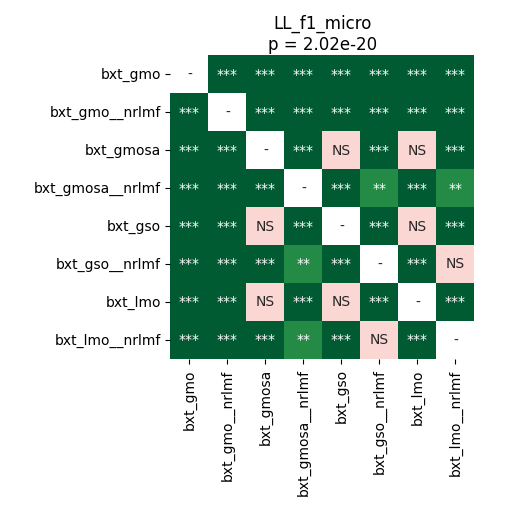 LL_f1_micro
p = 2.02e-20
bxt_gmo - *** *** *** *** *** *** ***
bxt_gmo__nrlmf *** - *** *** *** *** *** ***
bxt_gmosa *** *** - *** NS *** NS ***
bxt_gmosa__nrlmf *** *** *** - *** ** *** **
bxt_gso *** *** NS *** - *** NS ***
bxt_gso__nrlmf *** *** *** ** *** - *** NS
bxt_lmo *** *** NS *** NS *** - ***
bxt_lmo__nrlmf *** *** *** ** *** NS *** -
bxt_gmo
bxt_gmo__nrlmf
bxt_gmosa
bxt_gmosa__nrlmf
bxt_gso
bxt_gso__nrlmf
bxt_lmo
bxt_lmo__nrlmf